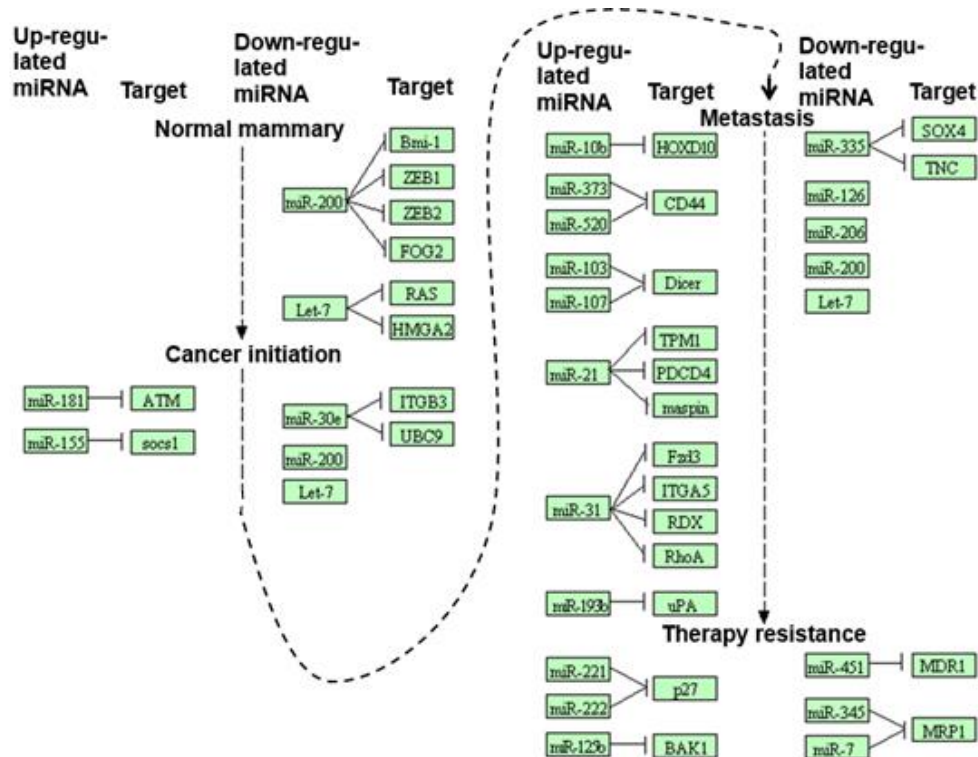 Up-regu-
lated
miRNA
Target
Down-regu-
lated
miRNA
Target
Normal mammary
miR-200
Bmi-1
ZEB1
ZEB2
FOG2
Let-7
RAS
HMGA2
Cancer initiation
miR-181
ATM
miR-155
socs1
miR-30e
ITGB3
UBC9
miR-200
Let-7
Up-regu-
lated
miRNA
Target
Down-regu-
lated
miRNA
Target
Metastasis
miR-10b
HOXD10
miR-373
miR-520
CD44
miR-103
miR-107
Dicer
miR-21
TPM1
PDCD4
maspin
miR-31
Fzd3
ITGA5
RDX
RhoA
miR-193b
uPA
miR-335
SOX4
TNC
miR-126
miR-206
miR-200
Let-7
Therapy resistance
miR-221
miR-222
p27
miR-125b
BAK1
miR-451
MDR1
miR-345
miR-7
MRP1